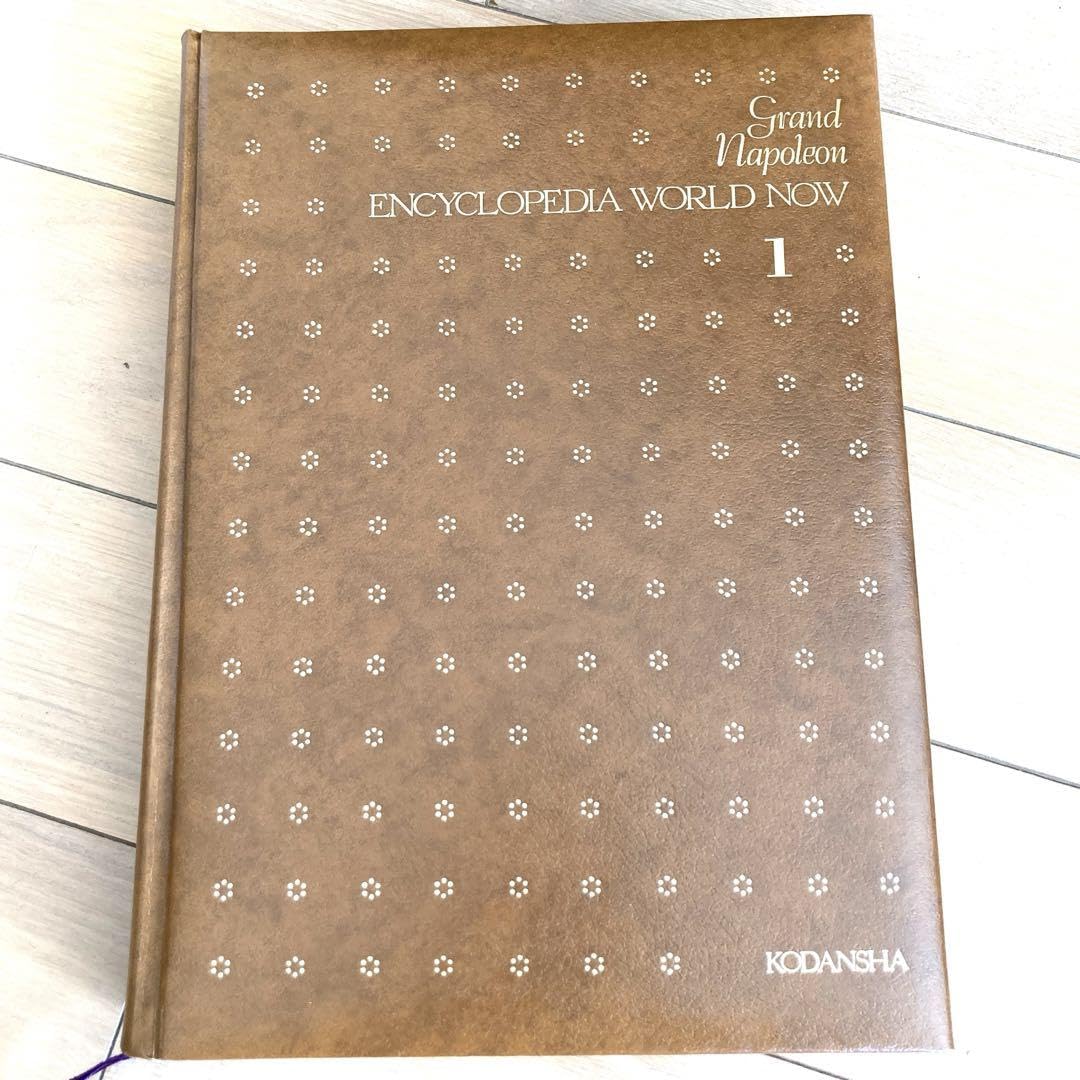 Grand
Napoleon
ENCYCLOPEDIA WORLD NOW
1
KODANSHA